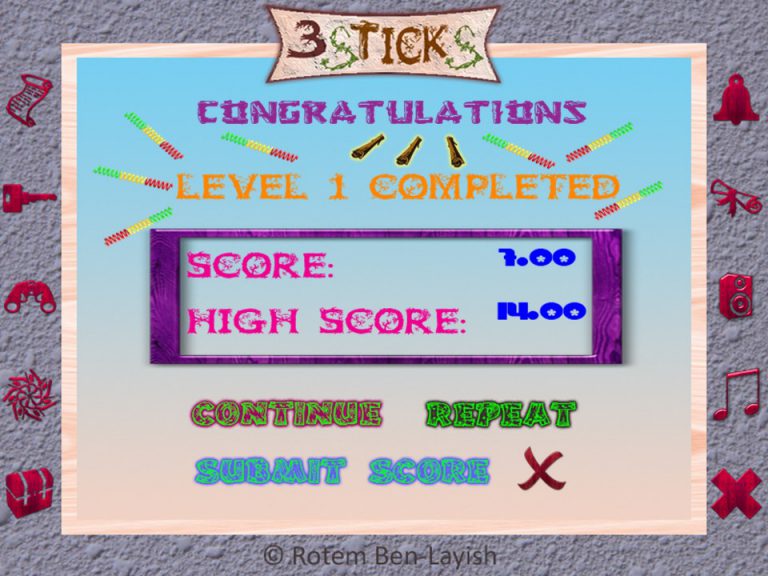 3STICKS
CONGRATULATIONS
LEVEL 1 COMPLETED
SCORE: 7.00
HIGH SCORE: 14.00
CONTINUE REPEAT
SUBMIT SCORE X
© Rotem Ben-Layish